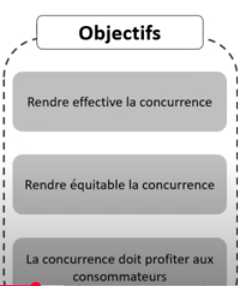 Objectifs
Rendre effective la concurrence
Rendre équitable la concurrence
La concurrence doit profiter aux
consommateurs